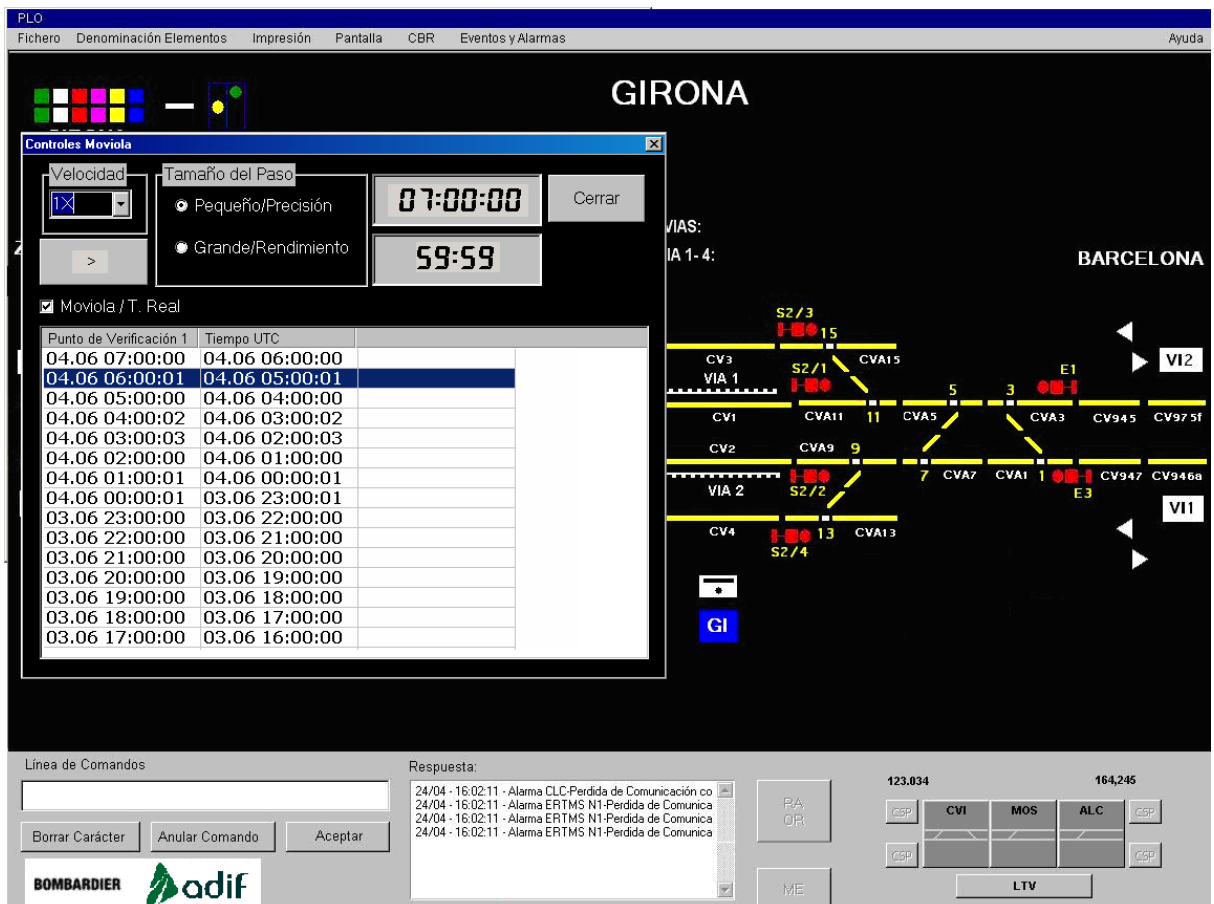 PLO
Fichero Denominación Elementos Impresión Pantalla CBR Eventos y Alarmas Ayuda
GIRONA
Controles Moviola
Velocidad
1X
>
Tamaño del Paso
Pequeño/Precisión
Grande/Rendimiento
07:00:00
59:59
Cerrar
Moviola / T. Real
Punto de Verificación 1 Tiempo UTC
04.06 07:00:00 04.06 06:00:00
04.06 06:00:01 04.06 05:00:01
04.06 05:00:00 04.06 04:00:00
04.06 04:00:02 04.06 03:00:02
04.06 03:00:03 04.06 02:00:03
04.06 02:00:00 04.06 01:00:00
04.06 01:00:01 04.06 00:00:01
04.06 00:00:01 03.06 23:00:01
03.06 23:00:00 03.06 22:00:00
03.06 22:00:00 03.06 21:00:00
03.06 21:00:00 03.06 20:00:00
03.06 20:00:00 03.06 19:00:00
03.06 19:00:00 03.06 18:00:00
03.06 18:00:00 03.06 17:00:00
03.06 17:00:00 03.06 16:00:00
VIAS:
IA 1- 4:
BARCELONA
S2/3
15
CV3 CVA15
VIA 1 S2/1 E1
VI2
5 3
CV1 CVA11 11 CVA5 CVA3 CV945 CV975f
CV2 CVA9 9
7 CVA7 CVA1 1 CV947 CV946a
VIA 2 S2/2 E3
VI1
CV4 13 CVA13
S2/4
GI
Línea de Comandos
Borrar Carácter Anular Comando Aceptar
BOMBARDIER adif
Respuesta:
24/04 - 16:02:11 - Alarma CLC-Perdida de Comunicación co
24/04 - 16:02:11 - Alarma ERTMS N1-Perdida de Comunica
24/04 - 16:02:11 - Alarma ERTMS N1-Perdida de Comunica
24/04 - 16:02:11 - Alarma ERTMS N1-Perdida de Comunica
PA
OR
ME
123.034 164,245
CSP CVI MOS ALC CSP
CSP CSP
LTV